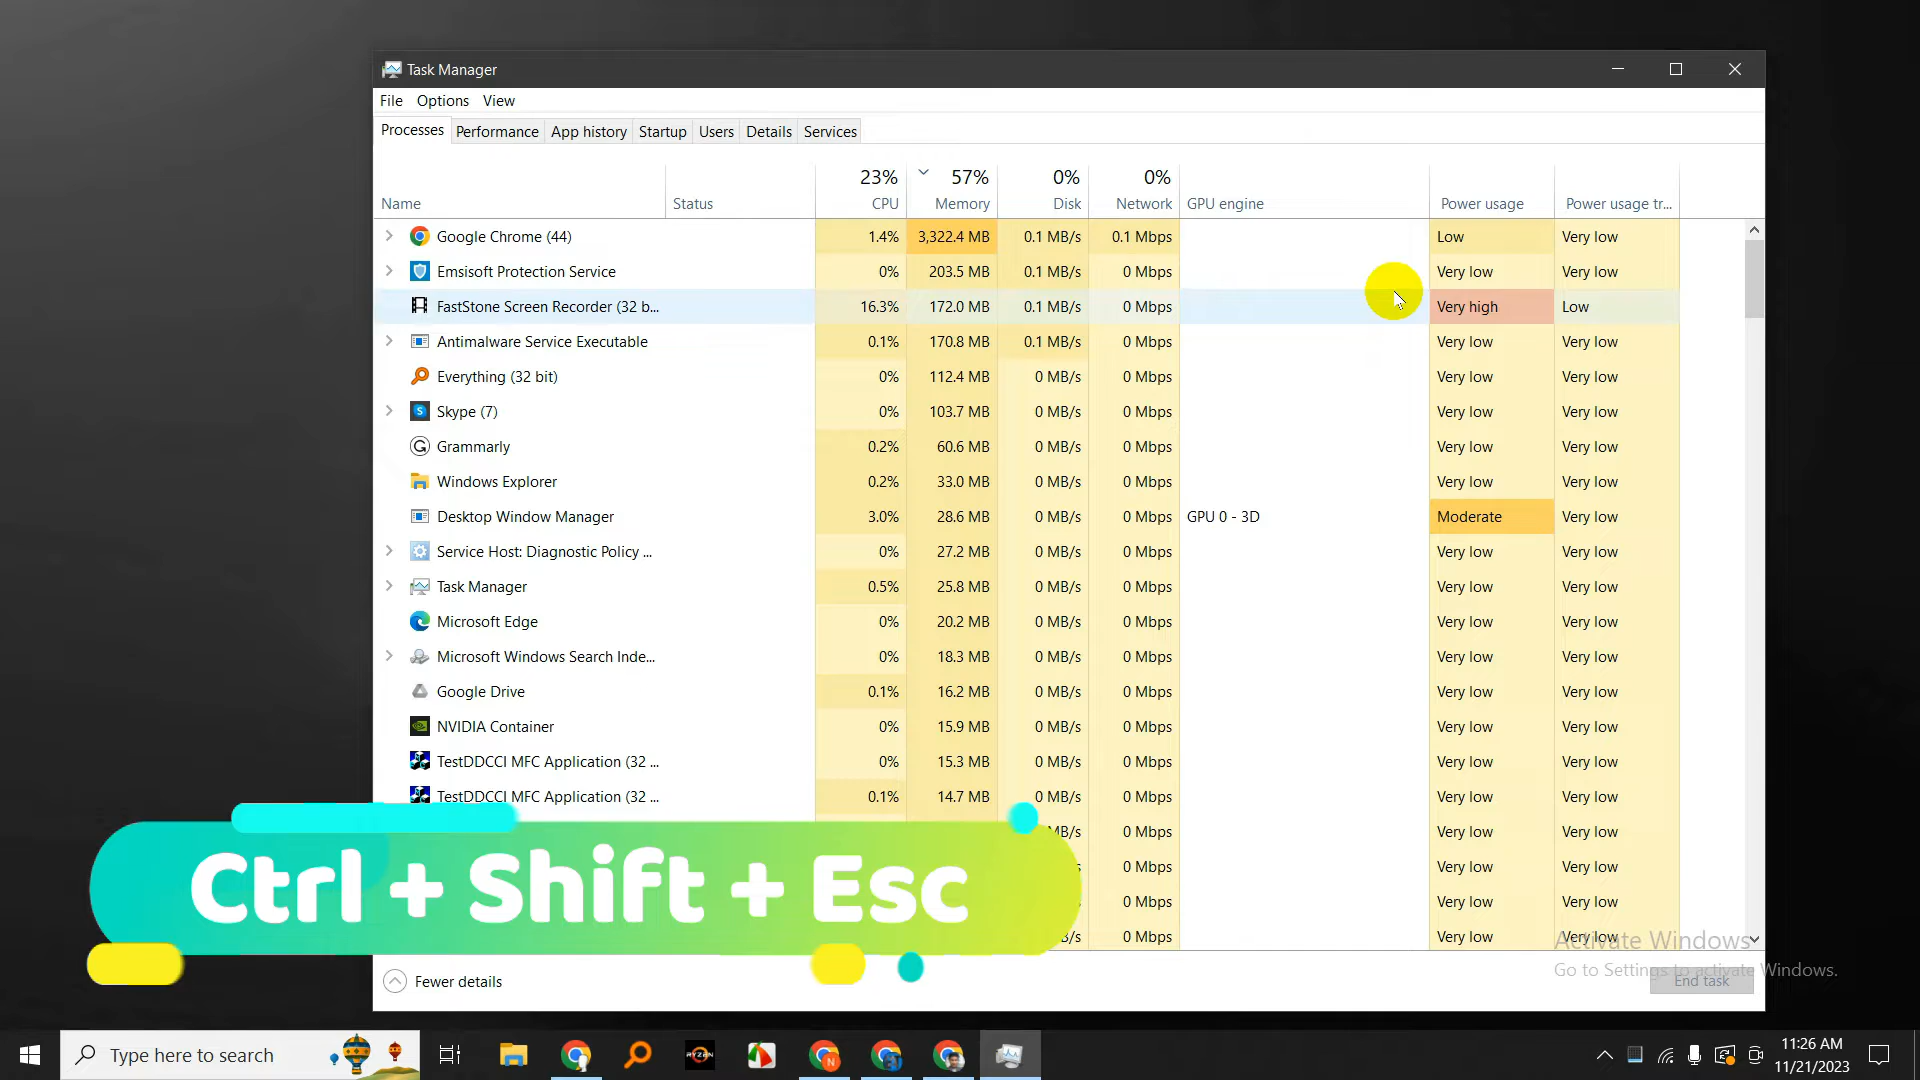 Task Manager
File Options View
Processes Performance App history Startup Users Details Services
23% 57% 0% 0%
Name Status CPU Memory Disk Network GPU engine Power usage Power usage tr...
Google Chrome (44) 1.4% 3,322.4 MB 0.1 MB/s 0.1 Mbps Low Very low
Emsisoft Protection Service 0% 203.5 MB 0.1 MB/s 0 Mbps Very low Very low
FastStone Screen Recorder (32 b... 16.3% 172.0 MB 0.1 MB/s 0 Mbps Very high Low
Antimalware Service Executable 0.1% 170.8 MB 0.1 MB/s 0 Mbps Very low Very low
Everything (32 bit) 0% 112.4 MB 0 MB/s 0 Mbps Very low Very low
Skype (7) 0% 103.7 MB 0 MB/s 0 Mbps Very low Very low
Grammarly 0.2% 60.6 MB 0 MB/s 0 Mbps Very low Very low
Windows Explorer 0.2% 33.0 MB 0 MB/s 0 Mbps Very low Very low
Desktop Window Manager 3.0% 28.6 MB 0 MB/s 0 Mbps GPU 0 - 3D Moderate Very low
Service Host: Diagnostic Policy ... 0% 27.2 MB 0 MB/s 0 Mbps Very low Very low
Task Manager 0.5% 25.8 MB 0 MB/s 0 Mbps Very low Very low
Microsoft Edge 0% 20.2 MB 0 MB/s 0 Mbps Very low Very low
Microsoft Windows Search Inde... 0% 18.3 MB 0 MB/s 0 Mbps Very low Very low
Google Drive 0.1% 16.2 MB 0 MB/s 0 Mbps Very low Very low
NVIDIA Container 0% 15.9 MB 0 MB/s 0 Mbps Very low Very low
TestDDCCI MFC Application (32 ... 0% 15.3 MB 0 MB/s 0 Mbps Very low Very low
TestDDCCI MFC Application (32 ... 0.1% 14.7 MB 0 MB/s 0 Mbps Very low Very low
MB/s 0 Mbps Very low Very low
0 Mbps Very low Very low
0 Mbps Very low Very low
B/s 0 Mbps Very low Very low
Ctrl + Shift + Esc
Activate Windows
Go to Settings to activate Windows.
Fewer details End task
Type here to search RYZEN 11:26 AM
11/21/2023